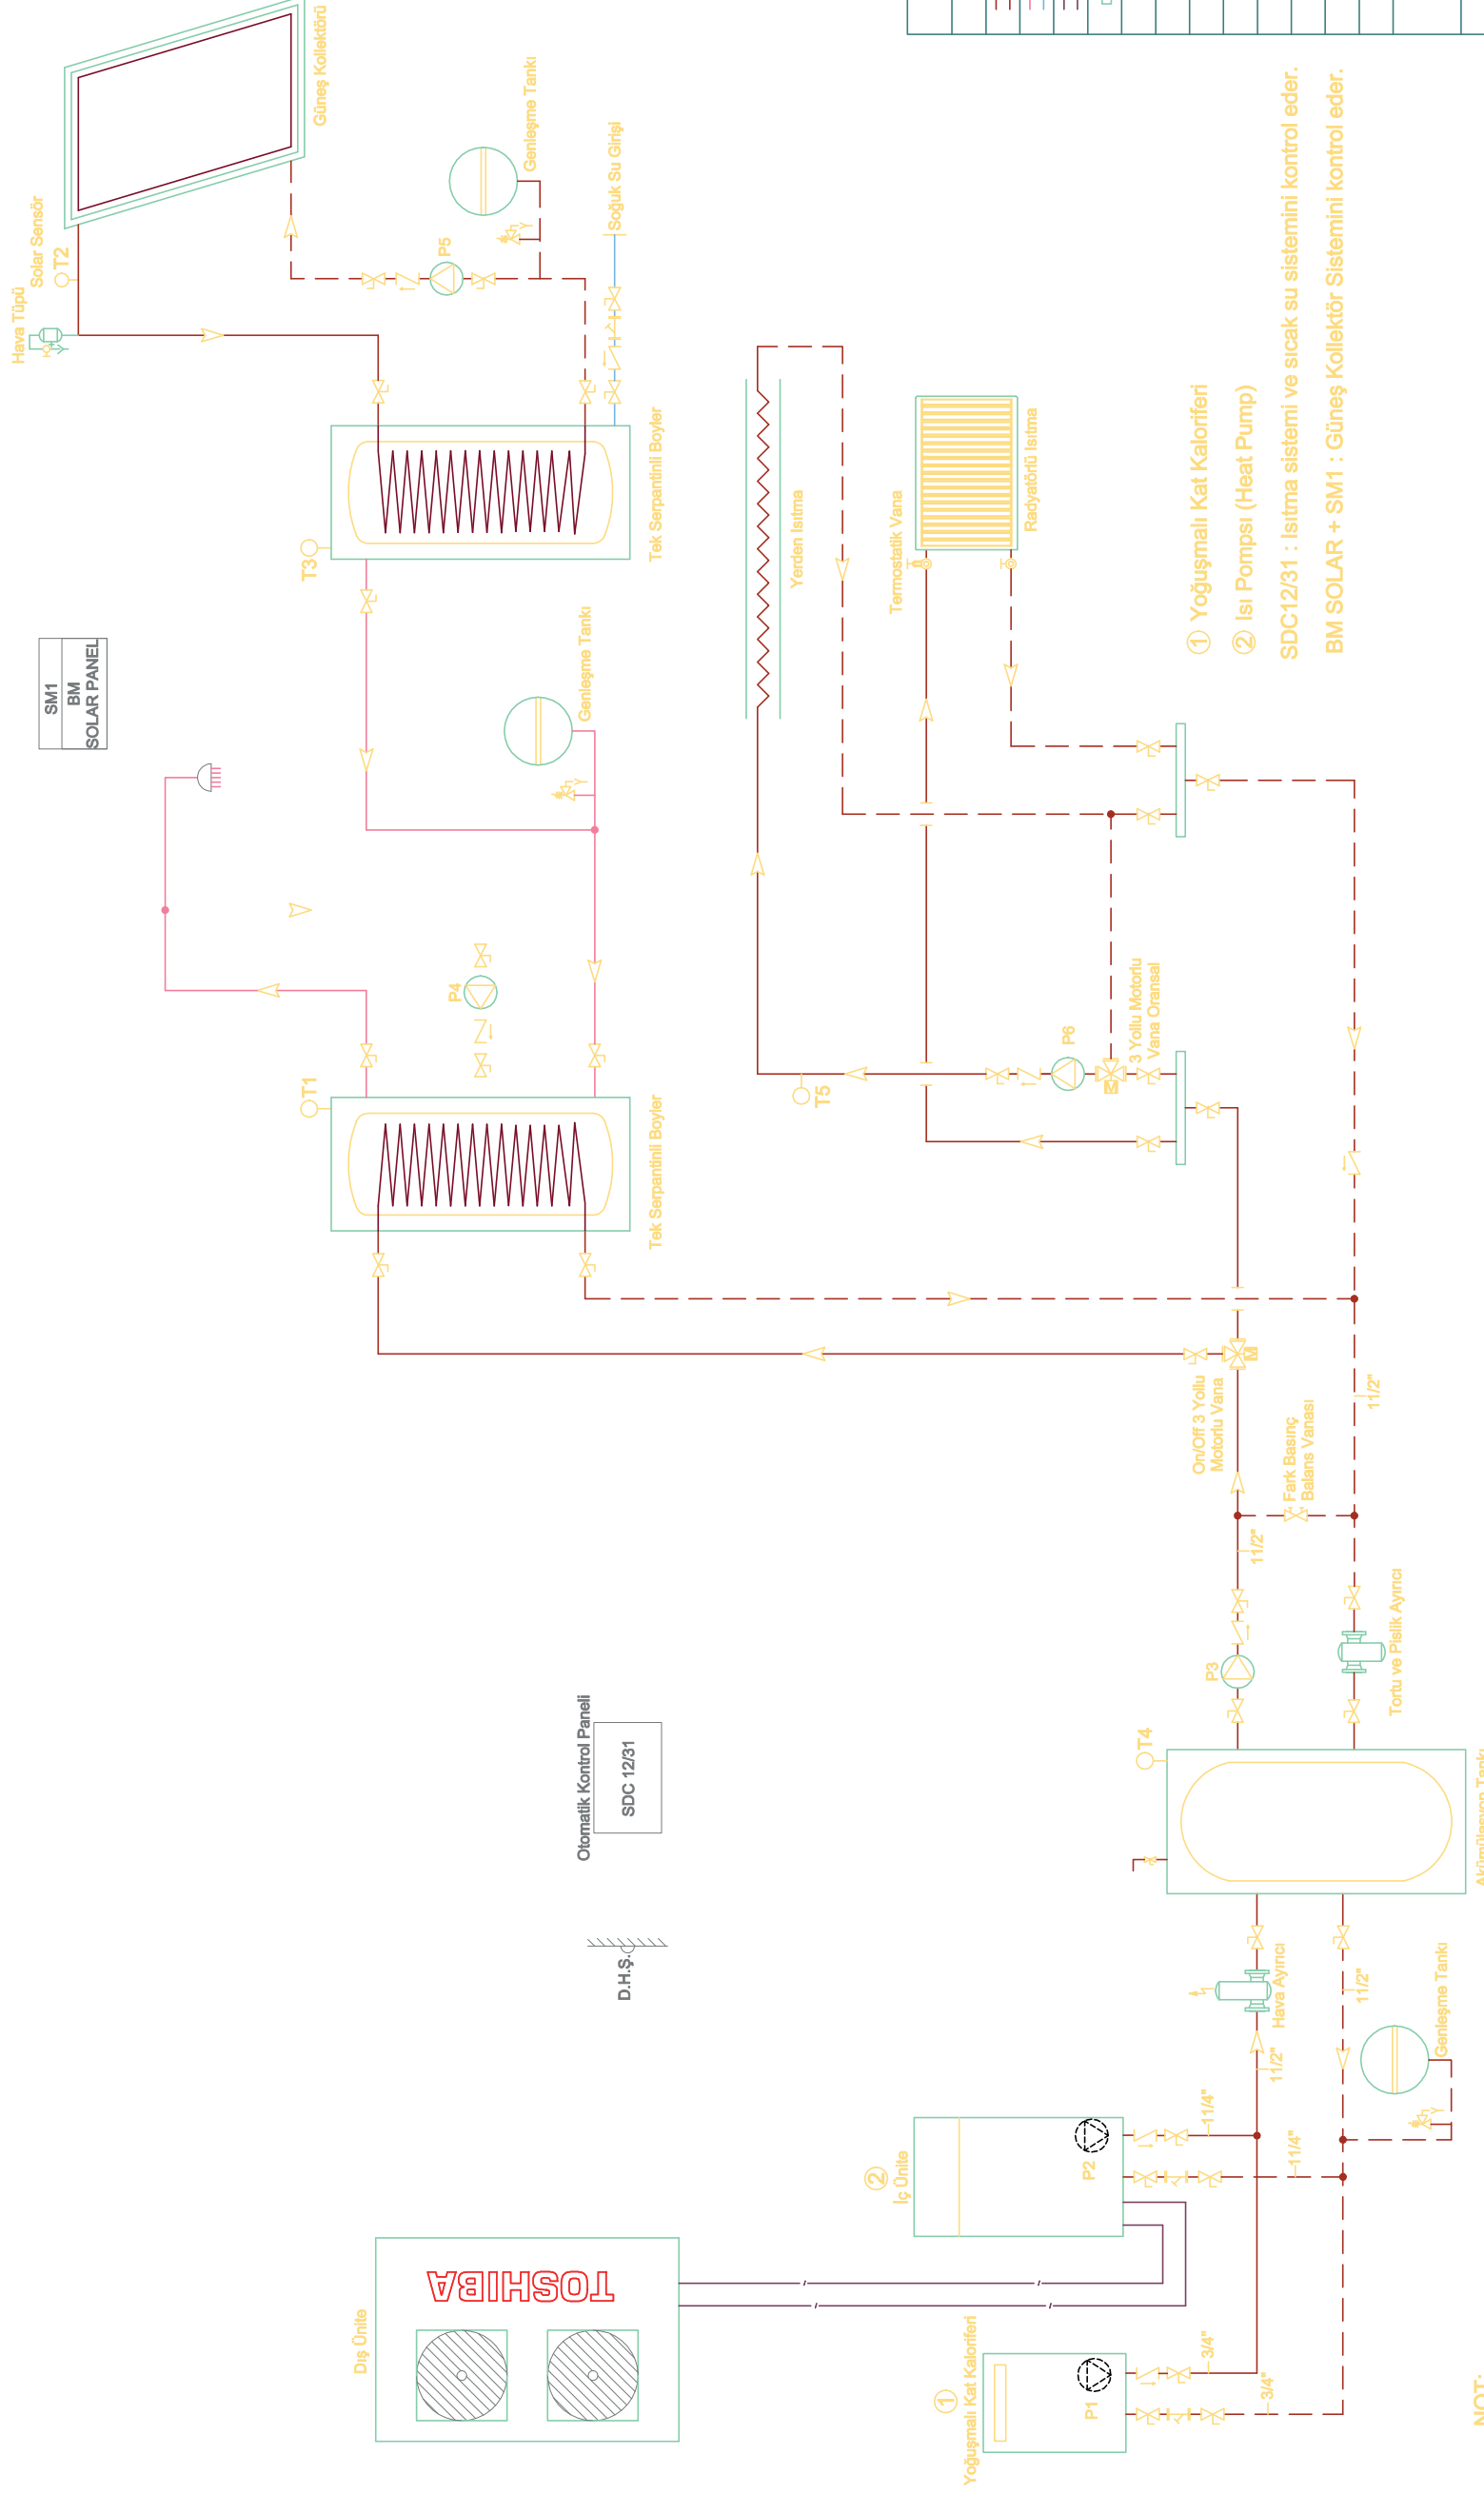 Dış Ünite
TOSHIBA
1
Yoğuşmalı Kat Kaloriferi
P1
3/4"
3/4"
2
İç Ünite
P2
11/4"
11/4"
11/2"
11/2"
Hava Ayırıcı
Genleşme Tankı
D.H.Ş.
Otomatik Kontrol Paneli
SDC 12/31
T4
Akümülasyon Tankı
P3
Tortu ve Pislik Ayırıcı
11/2"
11/2"
Fark Basınç
Balans Vanası
On/Off 3 Yollu
Motorlu Vana
M
T1
Tek Serpantinli Boyler
P4
T5
P6
3 Yollu Motorlu
Vana Oransal
M
SM1
BM
SOLAR PANEL
Genleşme Tankı
T3
Tek Serpantinli Boyler
Yerden Isıtma
Termostatik Vana
Radyatörlü Isıtma
Hava Tüpü
Solar Sensör
T2
Güneş Kollektörü
P5
Genleşme Tankı
Soğuk Su Girişi
1 Yoğuşmalı Kat Kaloriferi
2 Isı Pompsı (Heat Pump)
SDC12/31 : Isıtma sistemi ve sıcak su sistemini kontrol eder.
BM SOLAR + SM1 : Güneş Kollektör Sistemini kontrol eder.
NOT: